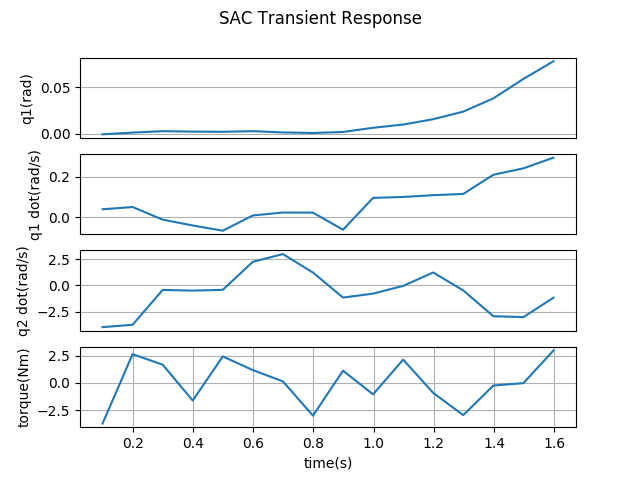 SAC Transient Response
q1(rad)
0.05
0.00
q1 dot(rad/s)
0.2
0.0
q2 dot(rad/s)
2.5
0.0
−2.5
torque(Nm)
2.5
0.0
−2.5
0.2 0.4 0.6 0.8 1.0 1.2 1.4 1.6
time(s)